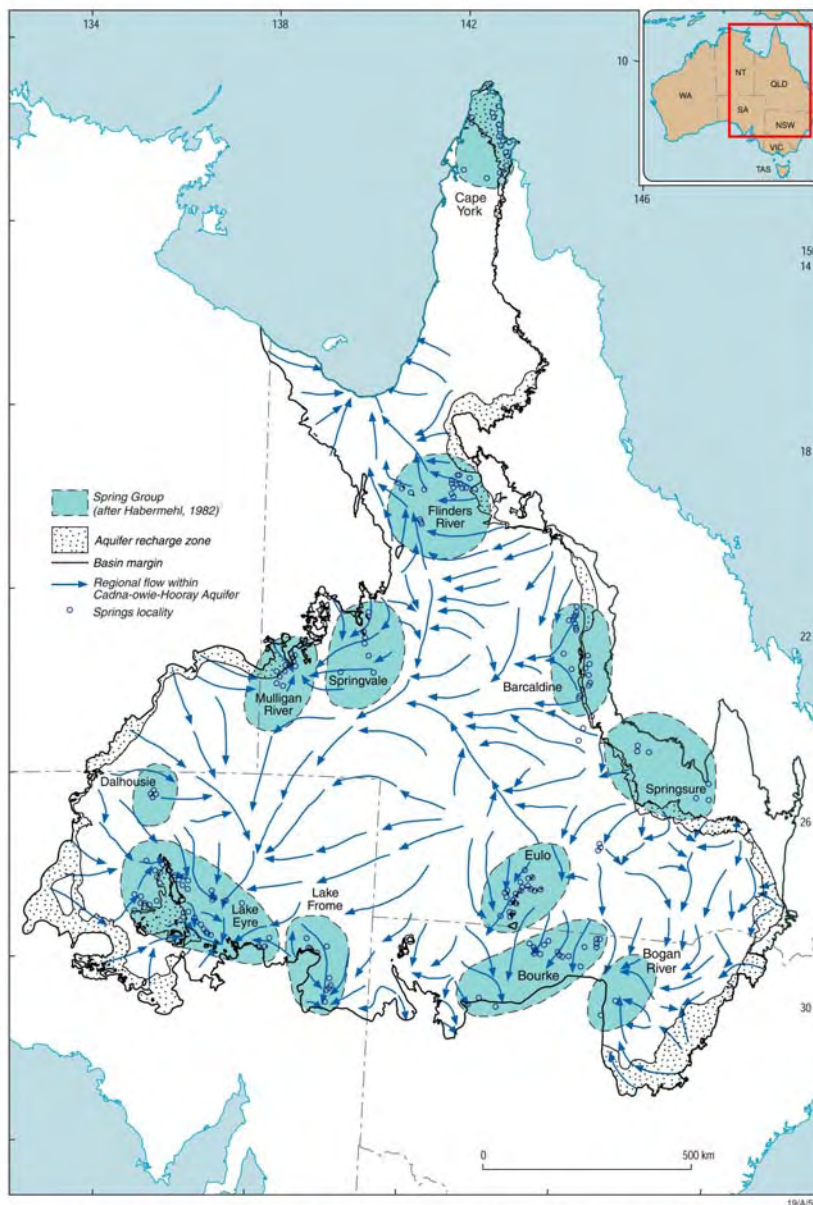 134
138
142
10
NT
QLD
WA
SA
NSW
VIC
TAS
146
Cape
York
14
18
Spring Group
(after Habermehl, 1982)
Aquifer recharge zone
Basin margin
Regional flow within
Cadna-owie-Hooray Aquifer
Springs locality
Flinders
River
22
Springvale
Mulligan
River
Barcaldine
Dalhousie
Springsure
26
Eulo
Lake
Frome
Lake
Eyre
Bogan
River
Bourke
30
0
500 km